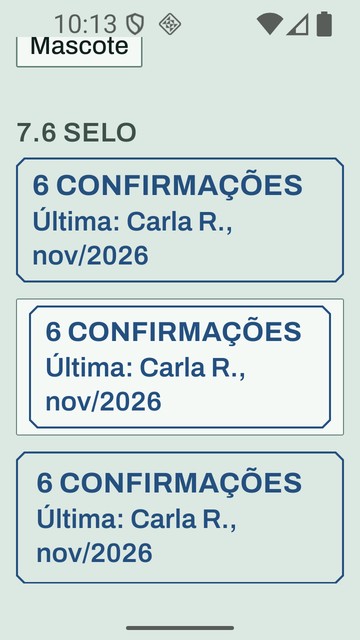 10:13
Mascote
7.6 SELO
6 CONFIRMAÇÕES
Última: Carla R.,
nov/2026
6 CONFIRMAÇÕES
Última: Carla R.,
nov/2026
6 CONFIRMAÇÕES
Última: Carla R.,
nov/2026